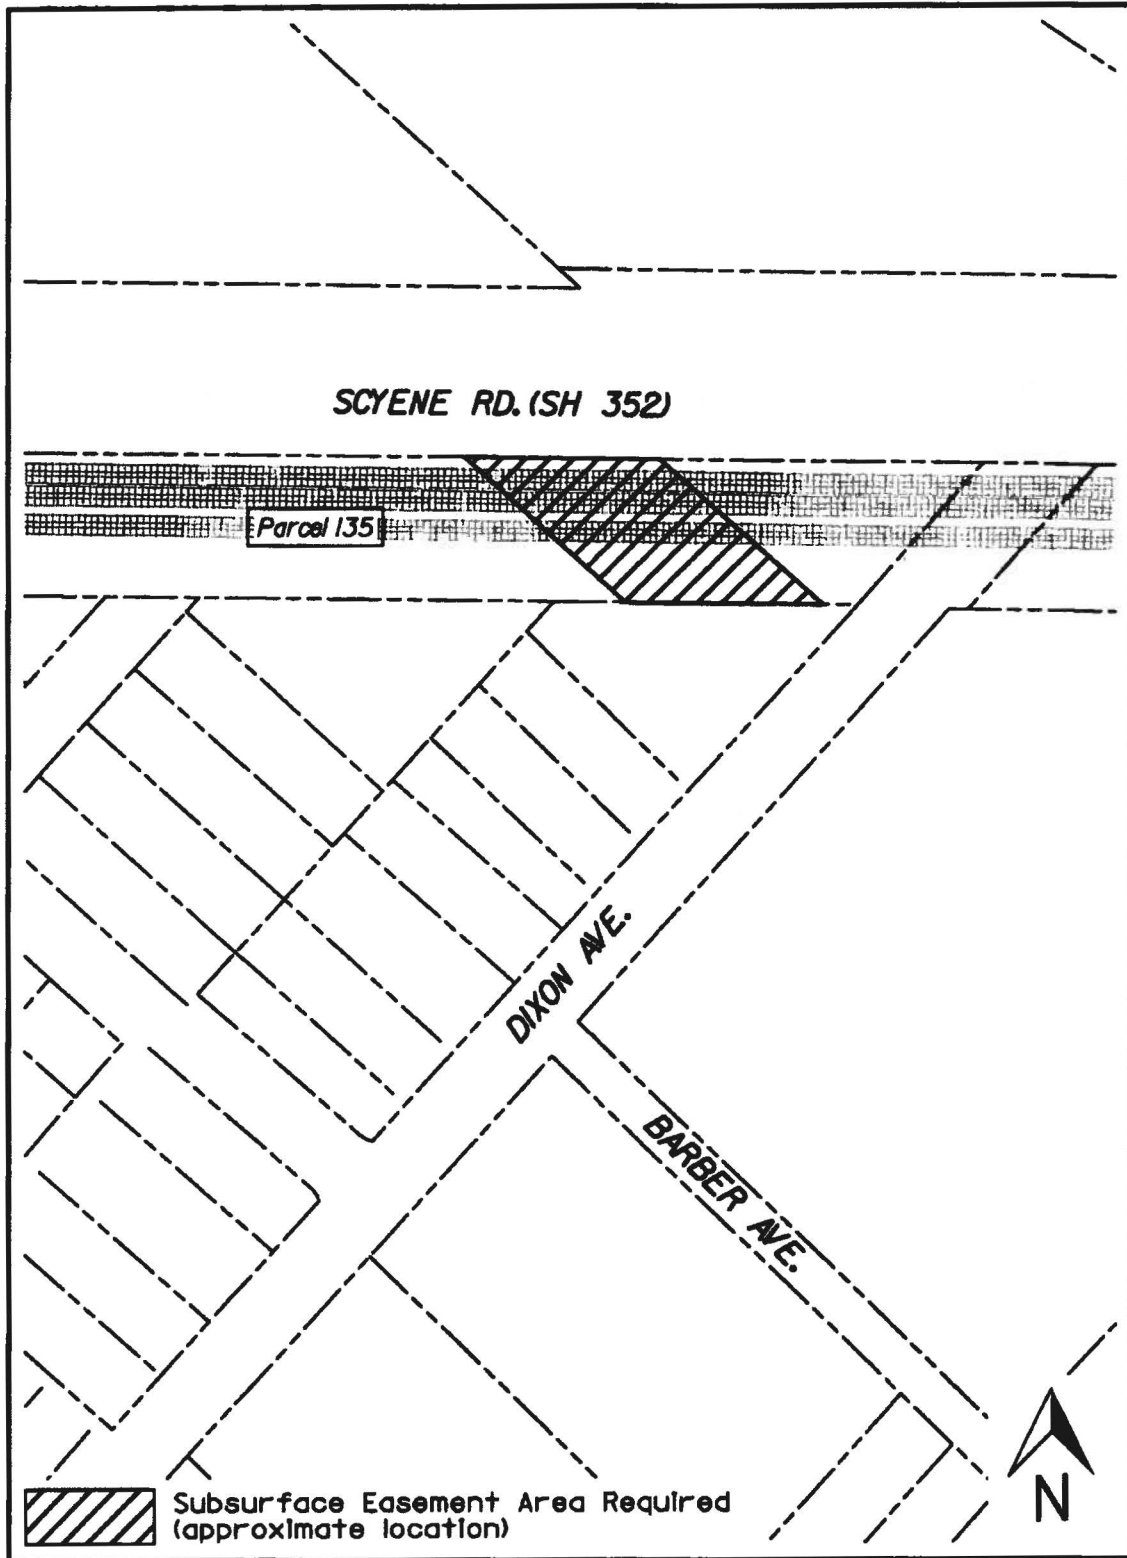 SCYENE RD. (SH 352)
Parcel 135
DIXON AVE.
BARBER AVE.
N
Subsurface Easement Area Required
(approximate location)